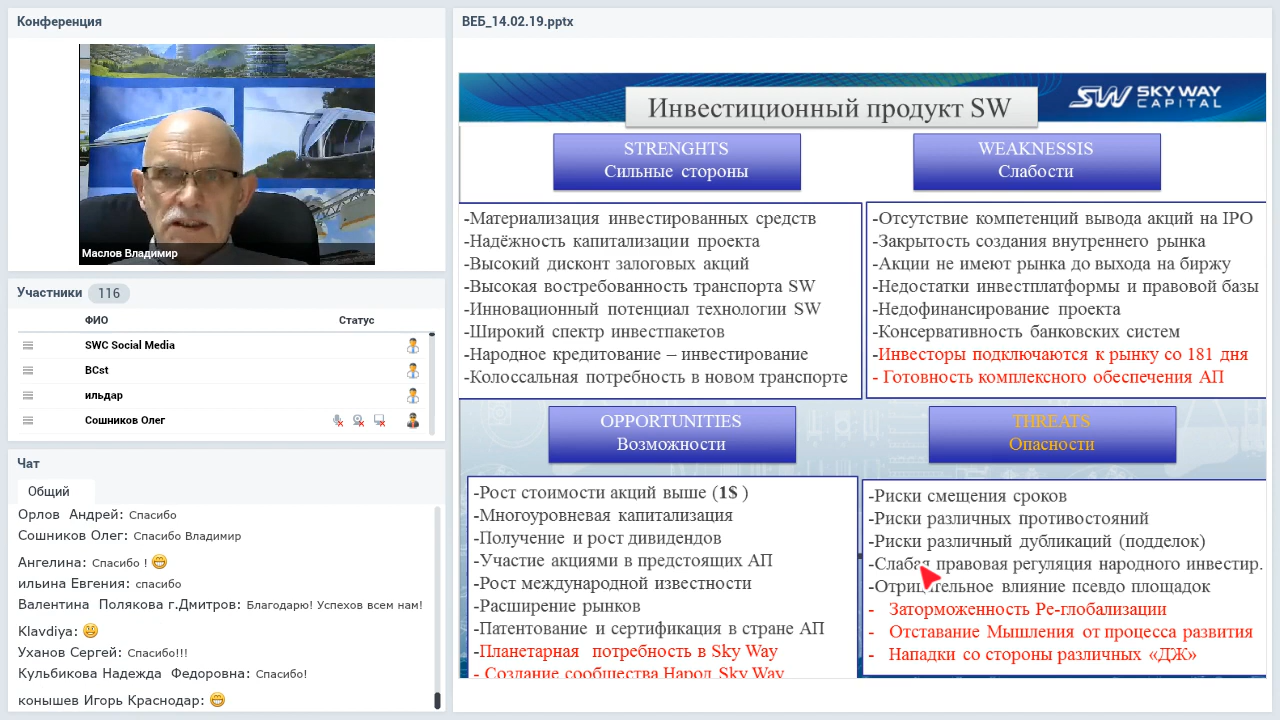 Конференция
Маслов Владимир
Участники 116
ФИО Статус
SWC Social Media
BCst
ильдар
Сошников Олег
Чат
Общий
Орлов Андрей: Спасибо
Сошников Олег: Спасибо Владимир
Ангелина: Спасибо !
ильина Евгения: спасибо
Валентина Полякова г.Дмитров: Благодарю! Успехов всем нам!
Klavdiya:
Уханов Сергей: Спасибо!!!
Кульбикова Надежда Федоровна: Спасибо!
конышев Игорь Краснодар:
ВЕБ_14.02.19.pptx
SW SKY WAY
CAPITAL
Инвестиционный продукт SW
STRENGHTS
Сильные стороны
-Материализация инвестированных средств
-Надёжность капитализации проекта
-Высокий дисконт залоговых акций
-Высокая востребованность транспорта SW
-Инновационный потенциал технологии SW
-Широкий спектр инвестпакетов
-Народное кредитование – инвестирование
-Колоссальная потребность в новом транспорте
WEAKNESSIS
Слабости
-Отсутствие компетенций вывода акций на IPO
-Закрытость создания внутреннего рынка
-Акции не имеют рынка до выхода на биржу
-Недостатки инвестплатформы и правовой базы
-Недофинансирование проекта
-Консервативность банковских систем
-Инвесторы подключаются к рынку со 181 дня
- Готовность комплексного обеспечения АП
OPPORTUNITIES
Возможности
-Рост стоимости акций выше (1$ )
-Многоуровневая капитализация
-Получение и рост дивидендов
-Участие акциями в предстоящих АП
-Рост международной известности
-Расширение рынков
-Патентование и сертификация в стране АП
-Планетарная потребность в Sky Way
- Создание сообщества Народ Sky Way
THREATS
Опасности
-Риски смещения сроков
-Риски различных противостояний
-Риски различный дубликаций (подделок)
-Слабая правовая регуляция народного инвестир.
-Отрицательное влияние псевдо площадок
- Заторможенность Ре-глобализации
- Отставание Мышления от процесса развития
- Нападки со стороны различных «ДЖ»